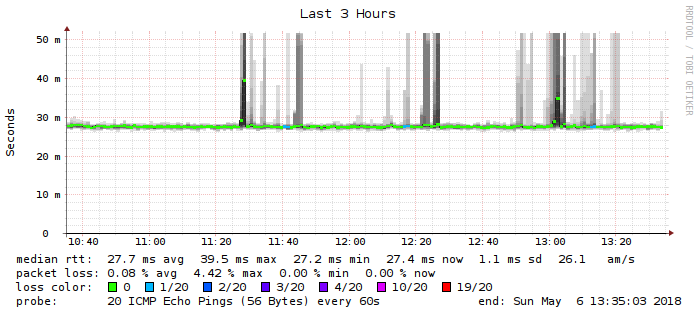 Last 3 Hours
RRDTOOL / TOBI OETIKER
Seconds
50 m
40 m
30 m
20 m
10 m
0
10:40 11:00 11:20 11:40 12:00 12:20 12:40 13:00 13:20
median rtt: 27.7 ms avg 39.5 ms max 27.2 ms min 27.4 ms now 1.1 ms sd 26.1 am/s
packet loss: 0.08 % avg 4.42 % max 0.00 % min 0.00 % now
loss color: 0 1/20 2/20 3/20 4/20 10/20 19/20
probe: 20 ICMP Echo Pings (56 Bytes) every 60s end: Sun May 6 13:35:03 2018